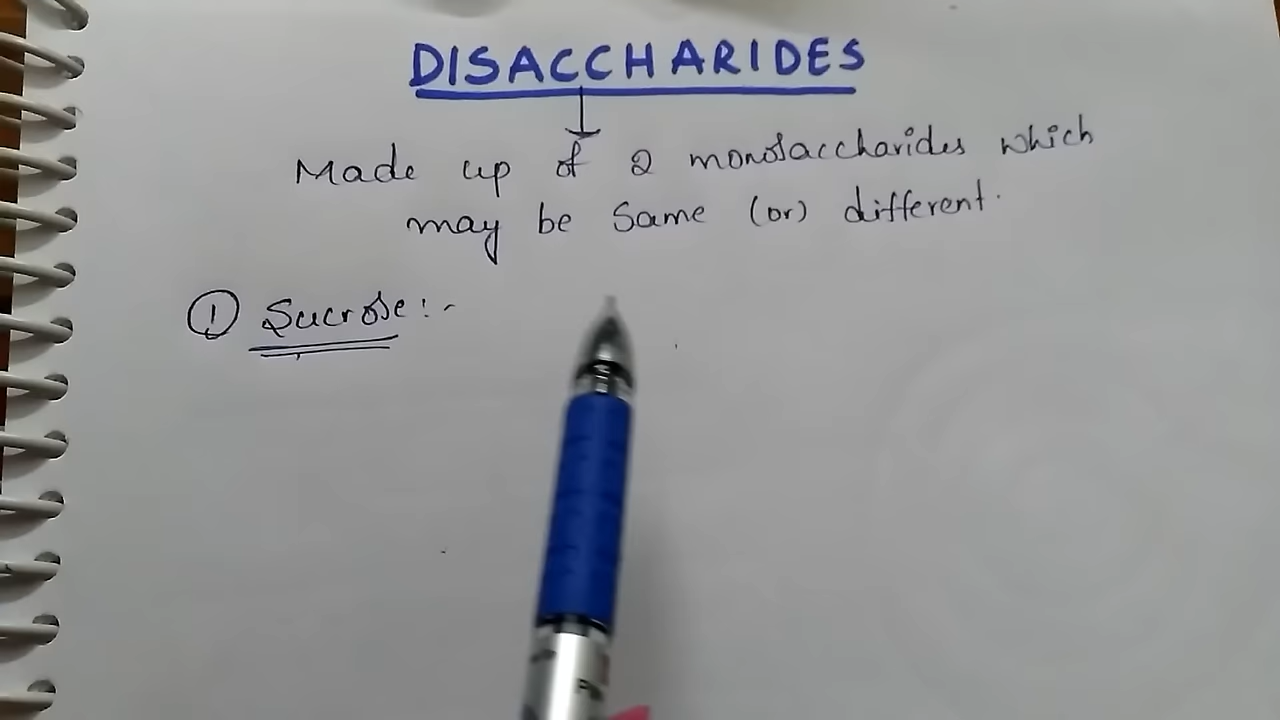 DISACCHARIDES
Made up of 2 monosaccharides which
may be same (or) different.
① Sucrose:-